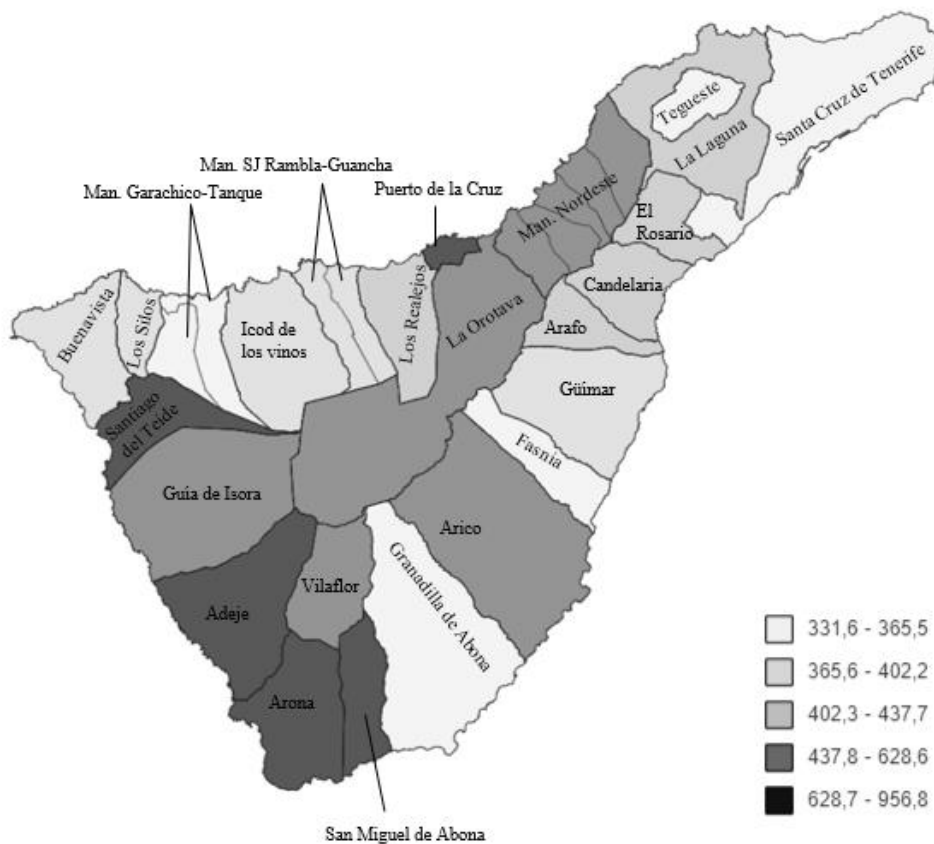 Santa Cruz de Tenerife
Tegueste
La Laguna
Man. SJ Rambla-Guancha
Man. Garachico-Tanque
Puerto de la Cruz
Man. Nordeste
El
Rosario
Candelaria
Buenavista
Los Silos
Icod de
los vinos
Los Realejos
La Orotava
Arafo
Güímar
Santiago
del Teide
Fasnia
Guía de Isora
Arico
Vilaflor
Granadilla de Abona
Adeje
Arona
San Miguel de Abona
331,6 - 365,5
365,6 - 402,2
402,3 - 437,7
437,8 - 628,6
628,7 - 956,8